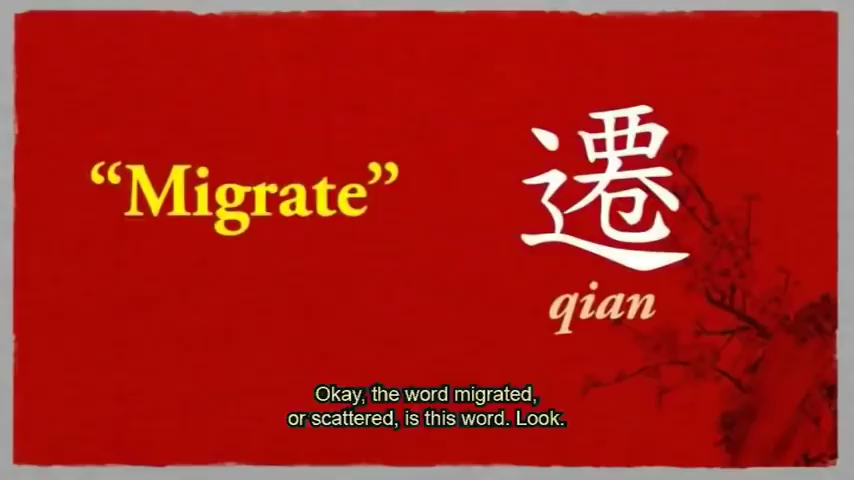 “Migrate”
遷
qian
Okay, the word migrated,
or scattered, is this word. Look.